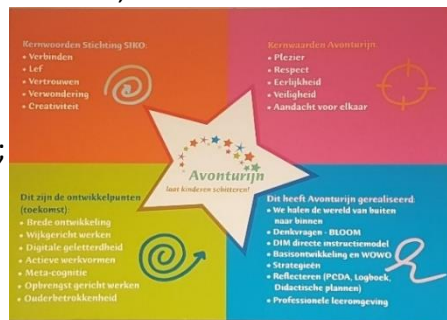 Kernwoorden Stichting SIKO:
• Verbinden
• Lef
• Vertrouwen
• Verwondering
• Creativiteit
Kernwaarden Avonturijn:
• Plezier
• Respect
• Eerlijkheid
• Veiligheid
• Aandacht voor elkaar
Avonturijn
laat kinderen schitteren!
Dit zijn de ontwikkelpunten
(toekomst):
• Brede ontwikkeling
• Wijkgericht werken
• Digitale geletterdheid
• Actieve werkvormen
• Meta-cognitie
• Opbrengst gericht werken
• Ouderbetrokkenheid
Dit heeft Avonturijn gerealiseerd:
• We halen de wereld van buiten
naar binnen
• Denkvragen - BLOOM
• DIM directe instructiemodel
• Basisontwikkeling en WOWO
• Strategieën
• Reflecteren (PCDA, Logboek,
Didactische plannen)
• Professionele leeromgeving